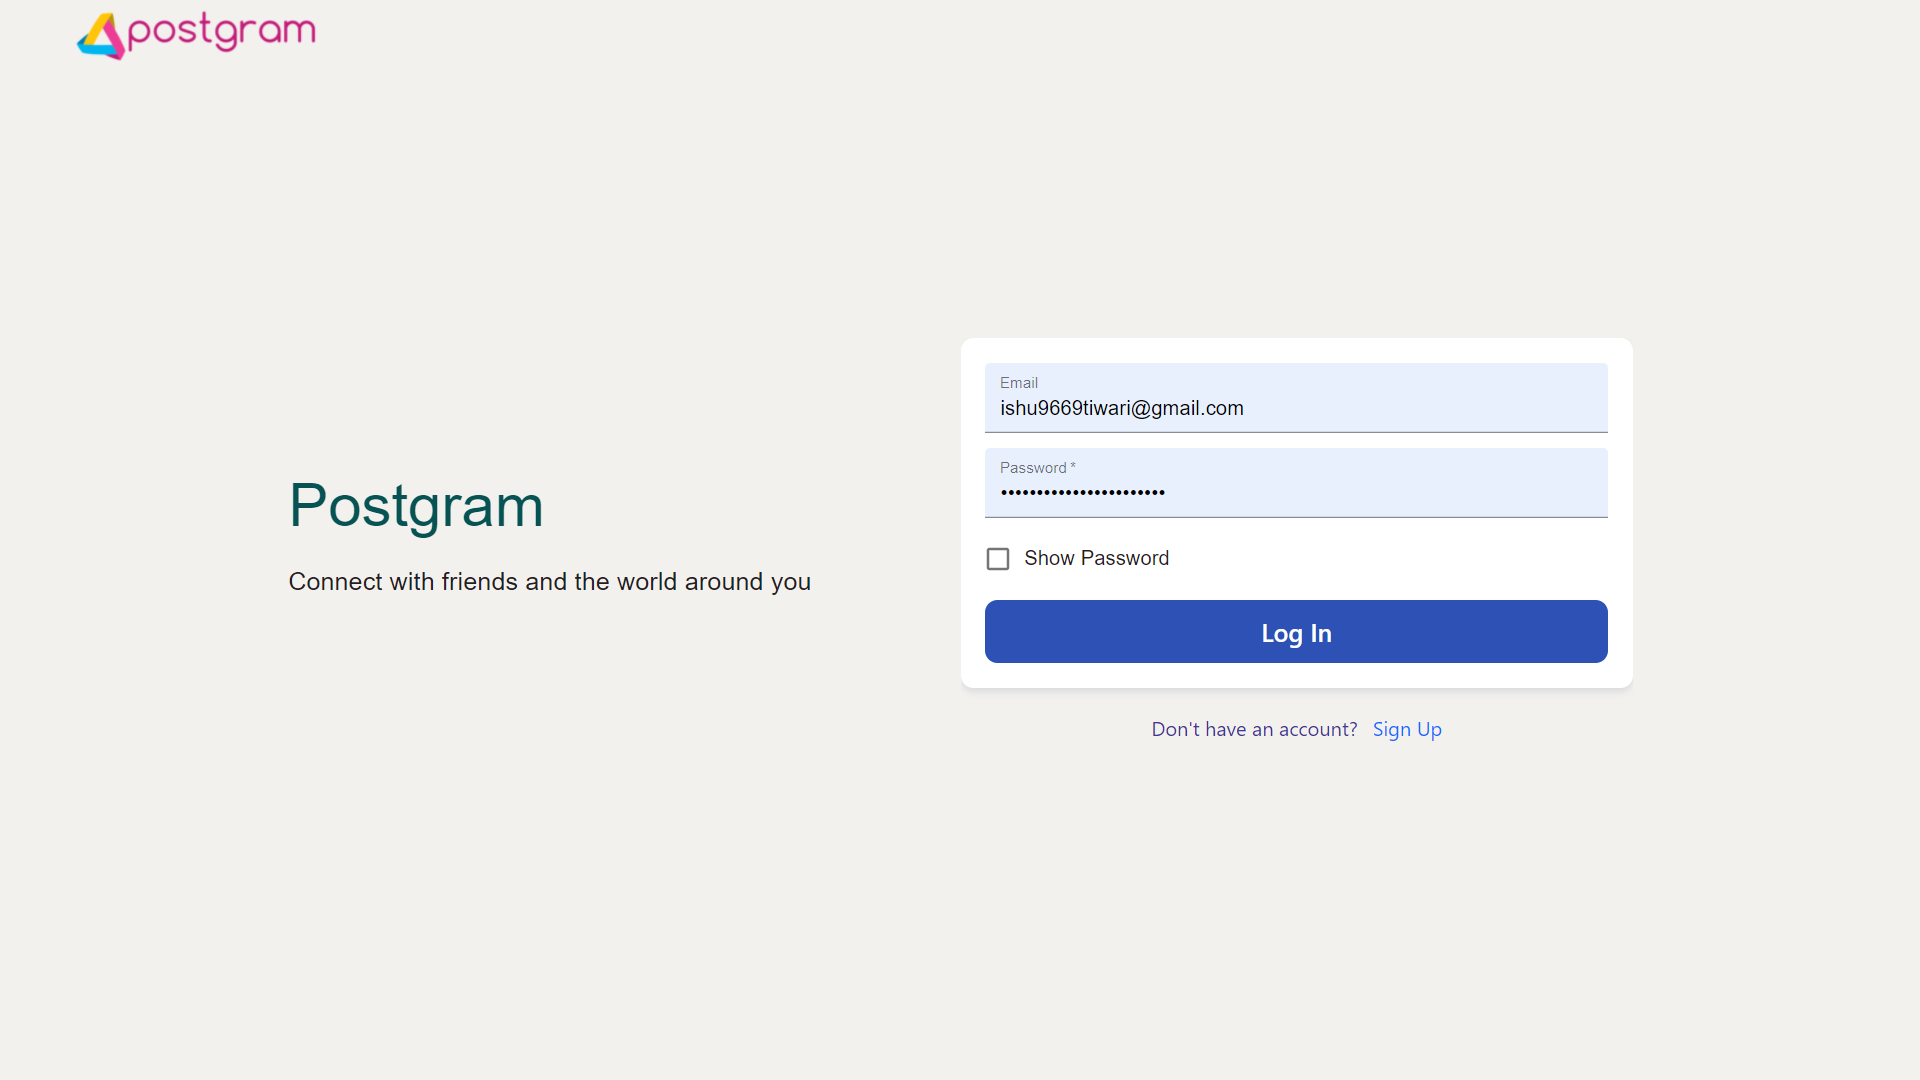 postgram
Postgram
Connect with friends and the world around you
Email
ishu9669tiwari@gmail.com
Password *
•••••••••••••••••••••••
Show Password
Log In
Don't have an account? Sign Up